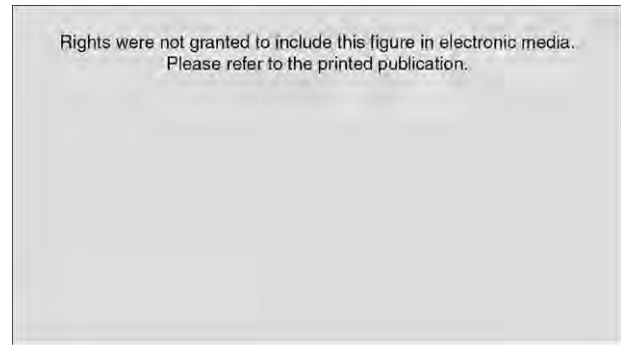 Rights were not granted to include this figure in electronic media.
Please refer to the printed publication.